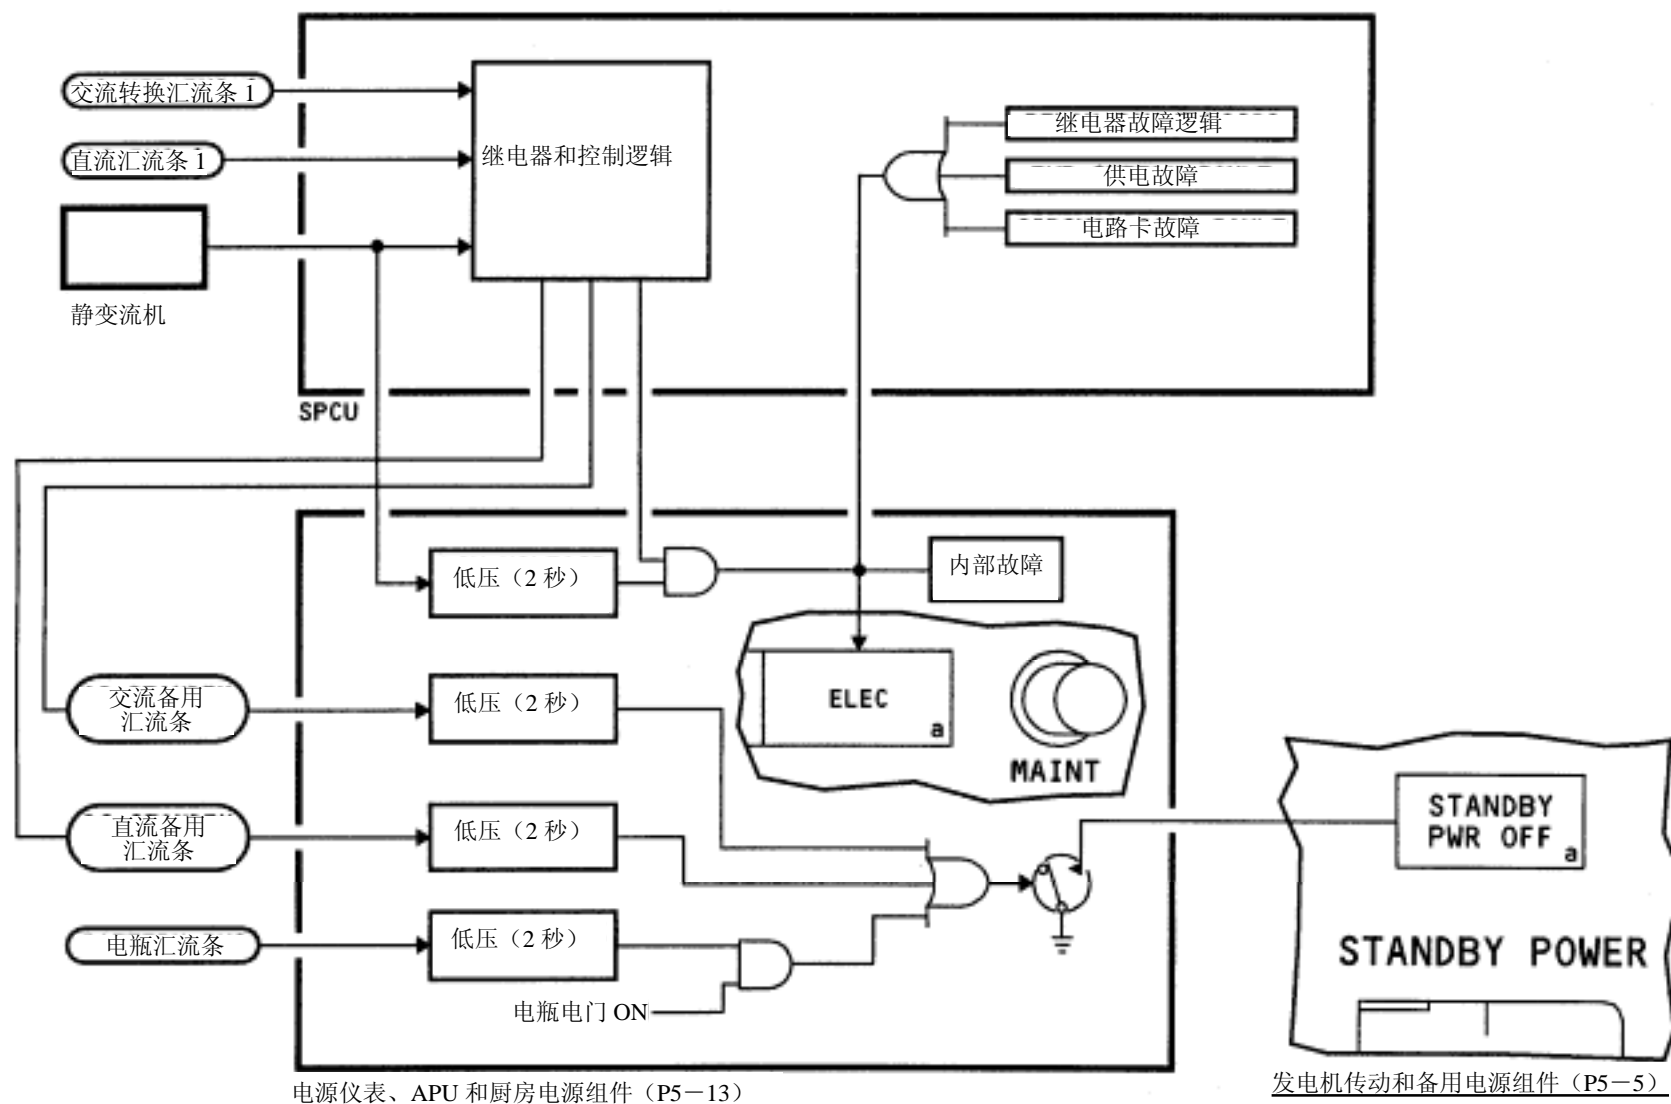 交流转换汇流条 1
直流汇流条 1
静变流机
继电器和控制逻辑
继电器故障逻辑
供电故障
电路卡故障
SPCU
低压（2 秒）
内部故障
交流备用
汇流条
低压（2 秒）
ELEC
a
MAINT
直流备用
汇流条
低压（2 秒）
STANDBY
PWR OFF
a
电瓶汇流条
低压（2 秒）
电瓶电门 ON
STANDBY POWER
电源仪表、APU 和厨房电源组件（P5－13）
发电机传动和备用电源组件（P5－5）